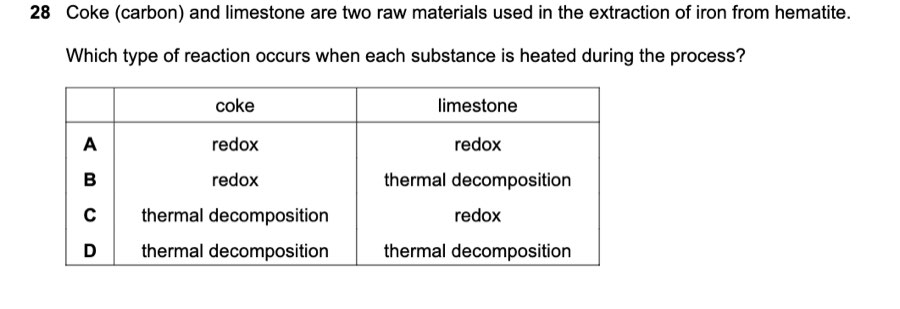 28 Coke (carbon) and limestone are two raw materials used in the extraction of iron from hematite.
Which type of reaction occurs when each substance is heated during the process?
coke limestone
A redox redox
B redox thermal decomposition
C thermal decomposition redox
D thermal decomposition thermal decomposition